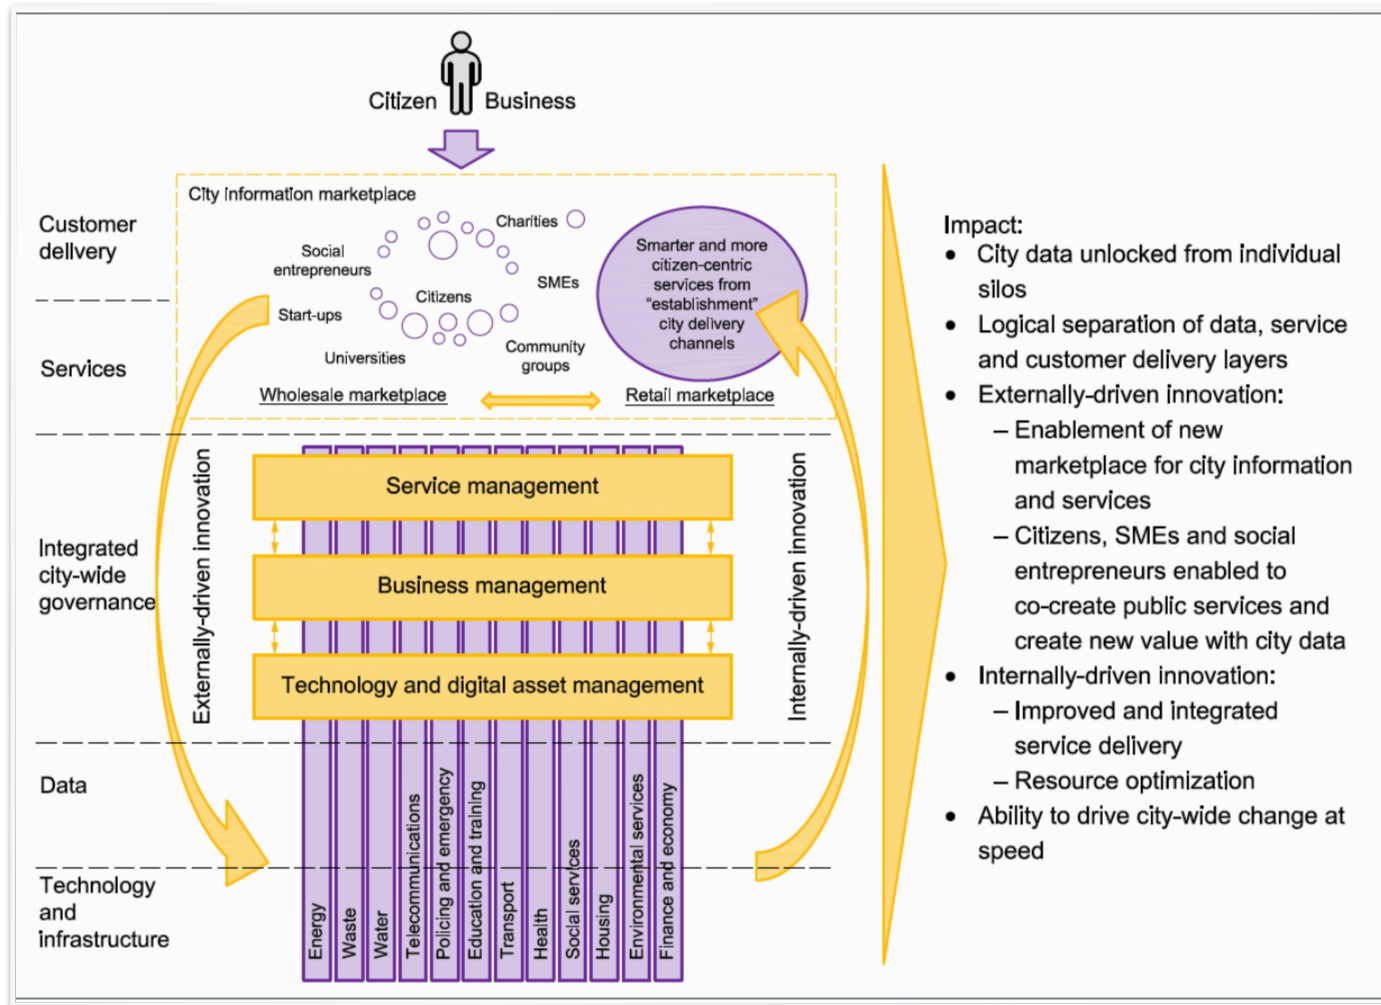 Citizen Business
City information marketplace
Customer
delivery
Charities
Social
entrepreneurs
SMEs
Citizens
Start-ups
Universities
Community
groups
Smarter and more
citizen-centric
services from
“establishment”
city delivery
channels
Services
Wholesale marketplace
Retail marketplace
Integrated
city-wide
governance
Externally-driven innovation
Service management
Business management
Technology and digital asset management
Internally-driven innovation
Data
Technology
and
infrastructure
Energy
Waste
Water
Telecommunications
Policing and emergency
Education and training
Transport
Health
Social services
Housing
Environmental services
Finance and economy
Impact:
• City data unlocked from individual
silos
• Logical separation of data, service
and customer delivery layers
• Externally-driven innovation:
– Enablement of new
marketplace for city information
and services
– Citizens, SMEs and social
entrepreneurs enabled to
co-create public services and
create new value with city data
• Internally-driven innovation:
– Improved and integrated
service delivery
– Resource optimization
• Ability to drive city-wide change at
speed